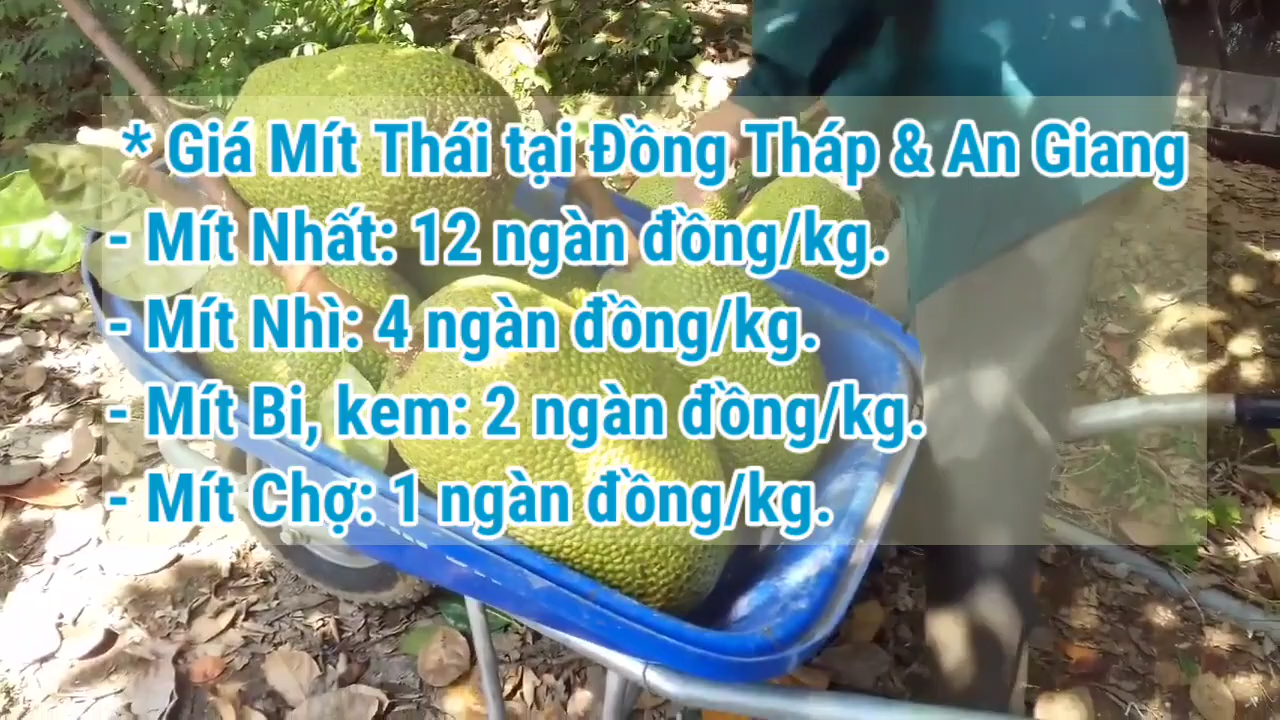 * Giá Mít Thái tại Đồng Tháp & An Giang
- Mít Nhất: 12 ngàn đồng/kg.
- Mít Nhì: 4 ngàn đồng/kg.
- Mít Bi, kem: 2 ngàn đồng/kg.
- Mít Chợ: 1 ngàn đồng/kg.